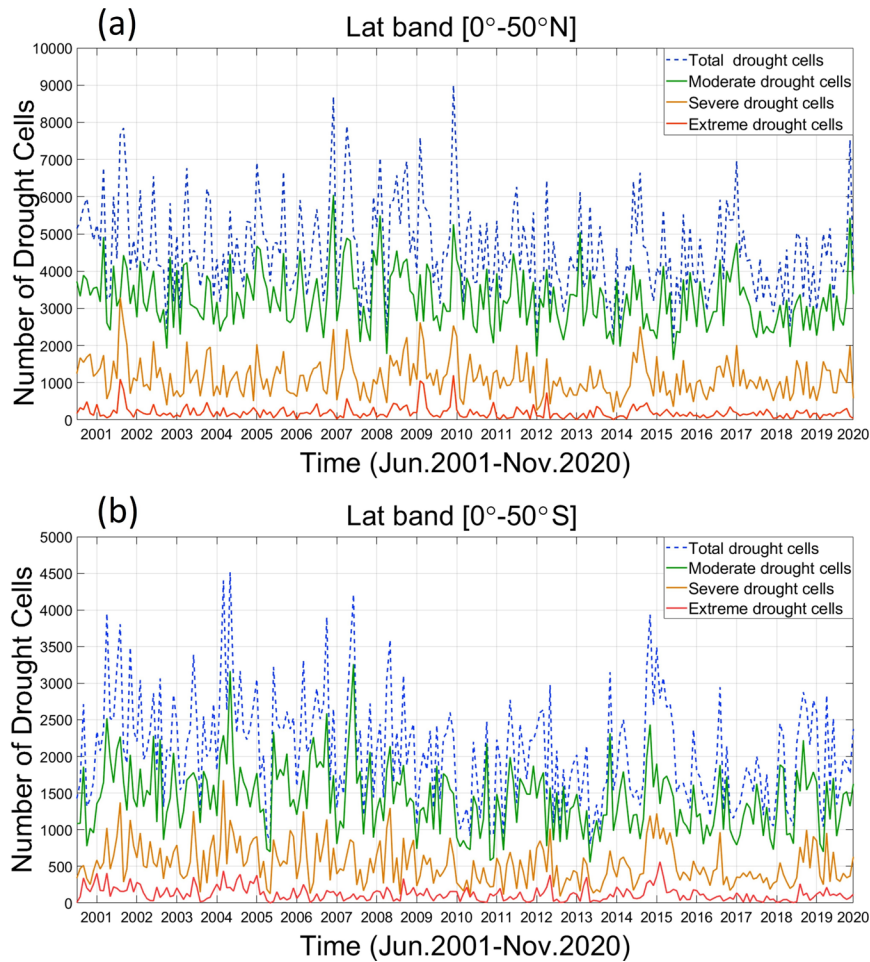 (a)
Lat band [0°-50°N]
10000
9000
8000
7000
6000
5000
4000
3000
2000
1000
0
Number of Drought Cells
Total drought cells
Moderate drought cells
Severe drought cells
Extreme drought cells
2001 2002 2003 2004 2005 2006 2007 2008 2009 2010 2011 2012 2013 2014 2015 2016 2017 2018 2019 2020
Time (Jun.2001-Nov.2020)
(b)
Lat band [0°-50°S]
5000
4500
4000
3500
3000
2500
2000
1500
1000
500
0
Number of Drought Cells
Total drought cells
Moderate drought cells
Severe drought cells
Extreme drought cells
2001 2002 2003 2004 2005 2006 2007 2008 2009 2010 2011 2012 2013 2014 2015 2016 2017 2018 2019 2020
Time (Jun.2001-Nov.2020)